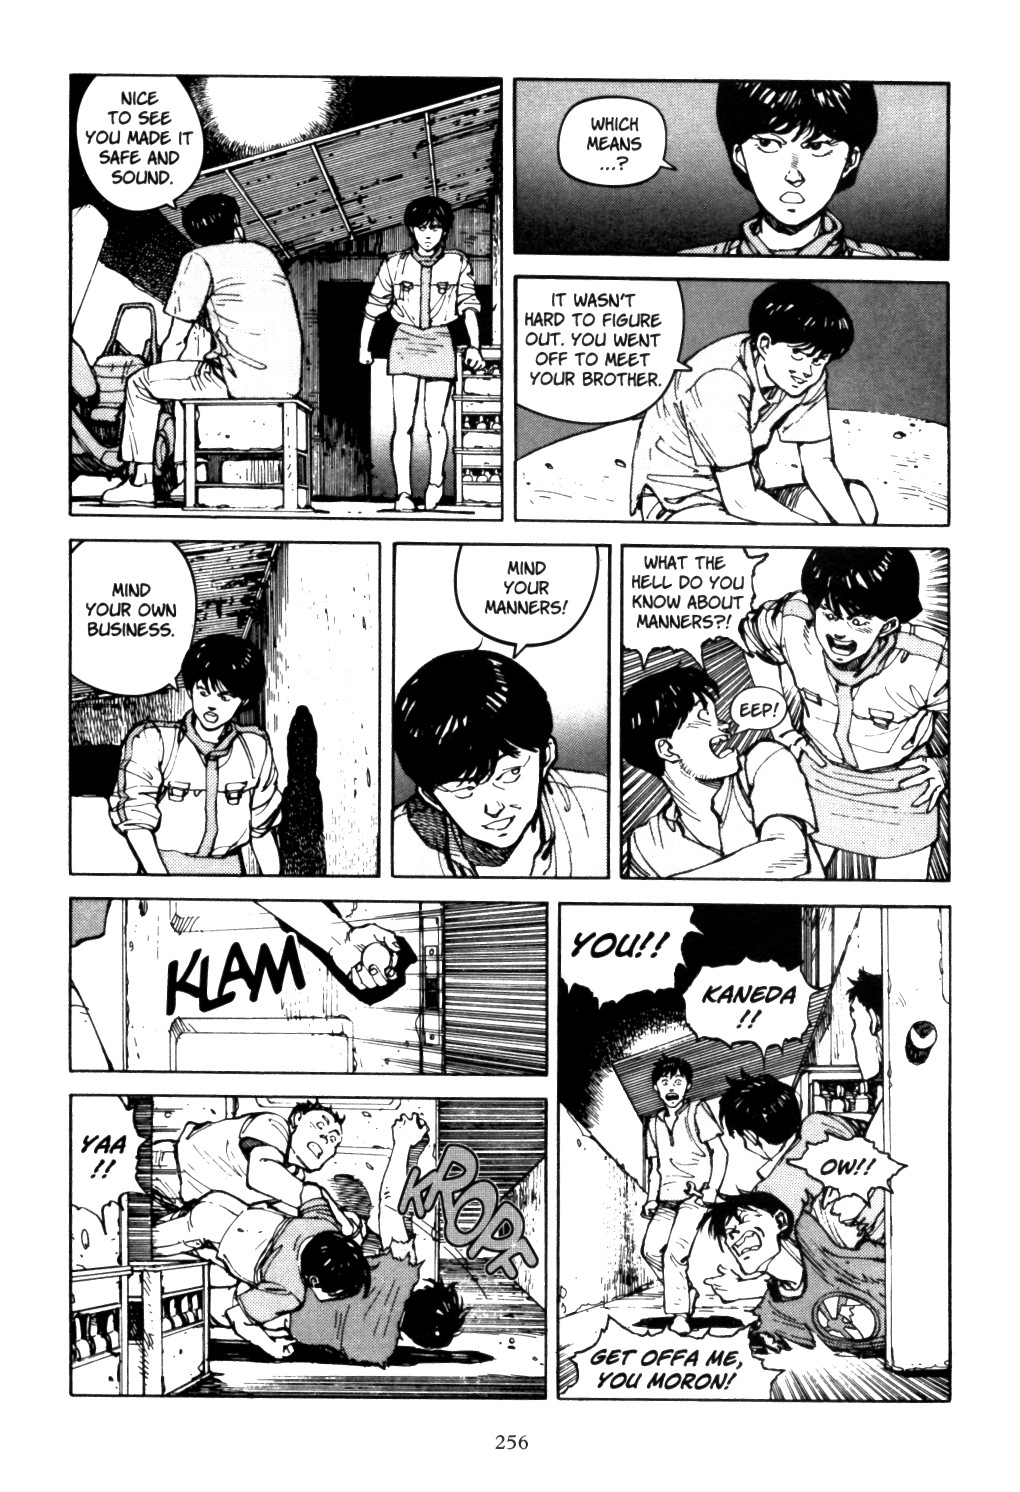 NICE
TO SEE
YOU MADE IT
SAFE AND
SOUND.
WHICH
MEANS
...?
IT WASN'T
HARD TO FIGURE
OUT. YOU WENT
OFF TO MEET
YOUR BROTHER.
MIND
YOUR OWN
BUSINESS.
MIND
YOUR
MANNERS!
WHAT THE
HELL DO YOU
KNOW ABOUT
MANNERS?!
EEP!
KLAM
YAA
!!
KROPF
YOU!!
KANEDA
!!
OW!!
GET OFFA ME,
YOU MORON!
256